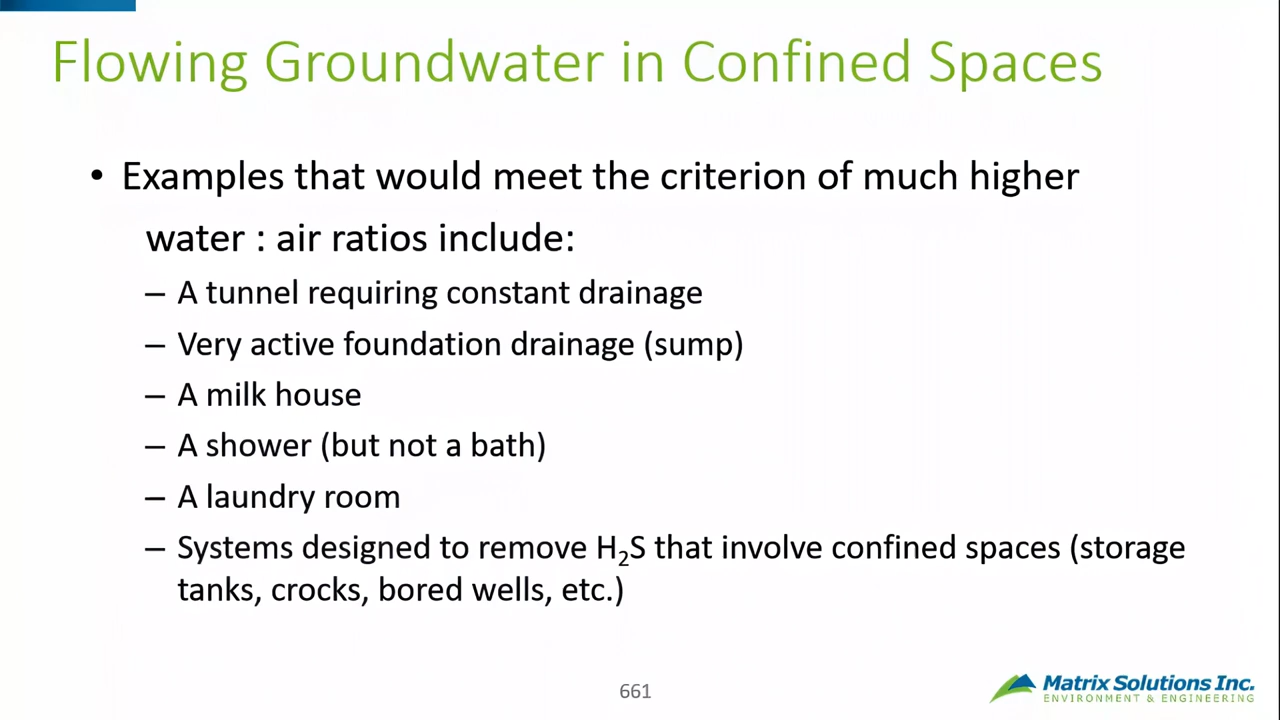 Flowing Groundwater in Confined Spaces
• Examples that would meet the criterion of much higher
water : air ratios include:
– A tunnel requiring constant drainage
– Very active foundation drainage (sump)
– A milk house
– A shower (but not a bath)
– A laundry room
– Systems designed to remove H₂S that involve confined spaces (storage
tanks, crocks, bored wells, etc.)
661
Matrix Solutions Inc.
ENVIRONMENT & ENGINEERING